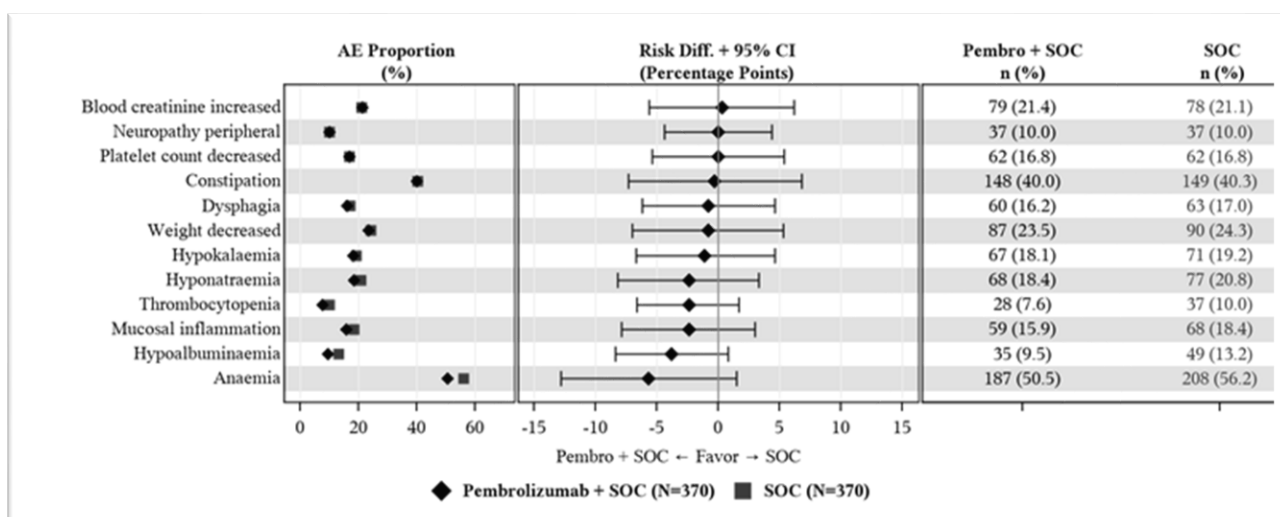 AE Proportion Risk Diff. + 95% CI Pembro + SOC SOC
(%) (Percentage Points) n (%) n (%)
Blood creatinine increased 79 (21.4) 78 (21.1)
Neuropathy peripheral 37 (10.0) 37 (10.0)
Platelet count decreased 62 (16.8) 62 (16.8)
Constipation 148 (40.0) 149 (40.3)
Dysphagia 60 (16.2) 63 (17.0)
Weight decreased 87 (23.5) 90 (24.3)
Hypokalaemia 67 (18.1) 71 (19.2)
Hyponatraemia 68 (18.4) 77 (20.8)
Thrombocytopenia 28 (7.6) 37 (10.0)
Mucosal inflammation 59 (15.9) 68 (18.4)
Hypoalbuminaemia 35 (9.5) 49 (13.2)
Anaemia 187 (50.5) 208 (56.2)
0 20 40 60 -15 -10 -5 0 5 10 15
Pembro + SOC ← Favor → SOC
Pembrolizumab + SOC (N=370) SOC (N=370)